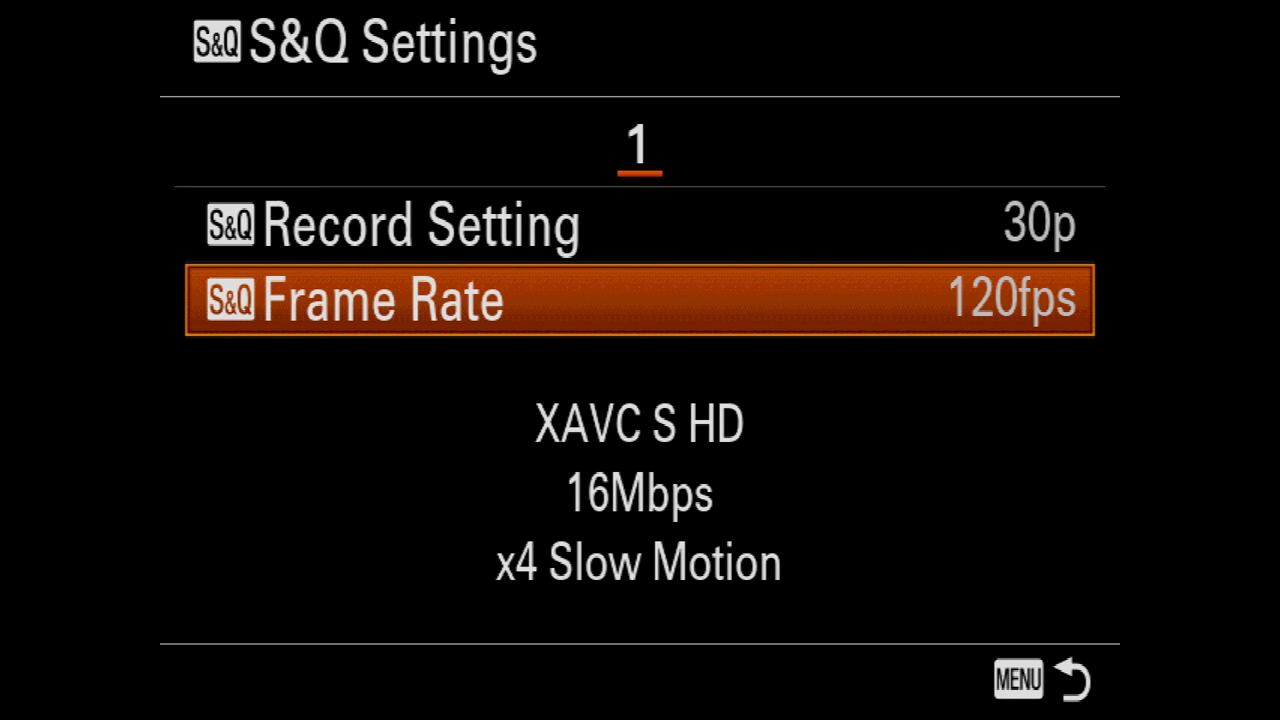 S&Q S&Q Settings
1
S&Q Record Setting 30p
S&Q Frame Rate 120fps
XAVC S HD
16Mbps
x4 Slow Motion
MENU